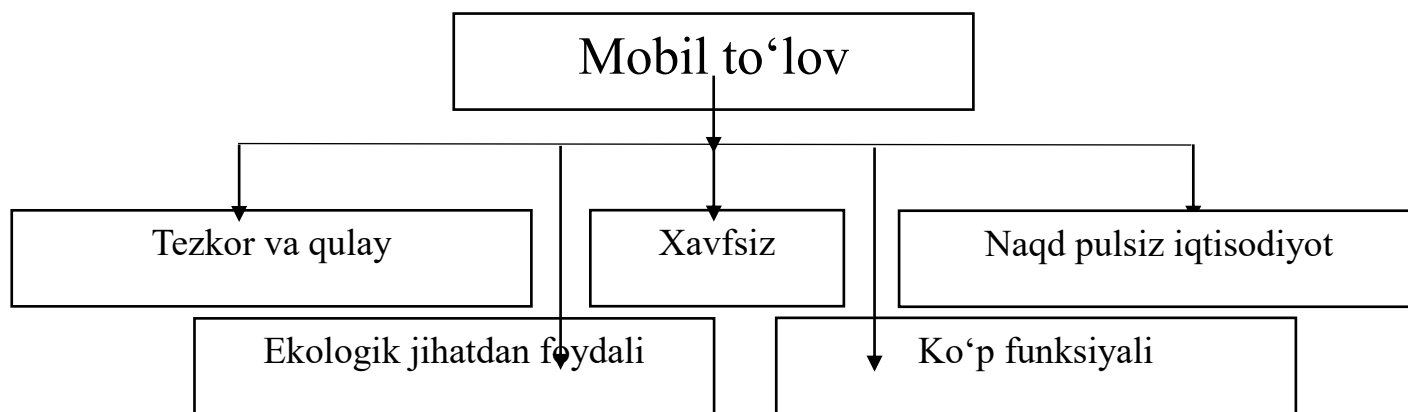 Mobil to‘lov
Tezkor va qulay
Xavfsiz
Naqd pulsiz iqtisodiyot
Ekologik jihatdan foydali
Ko‘p funksiyali